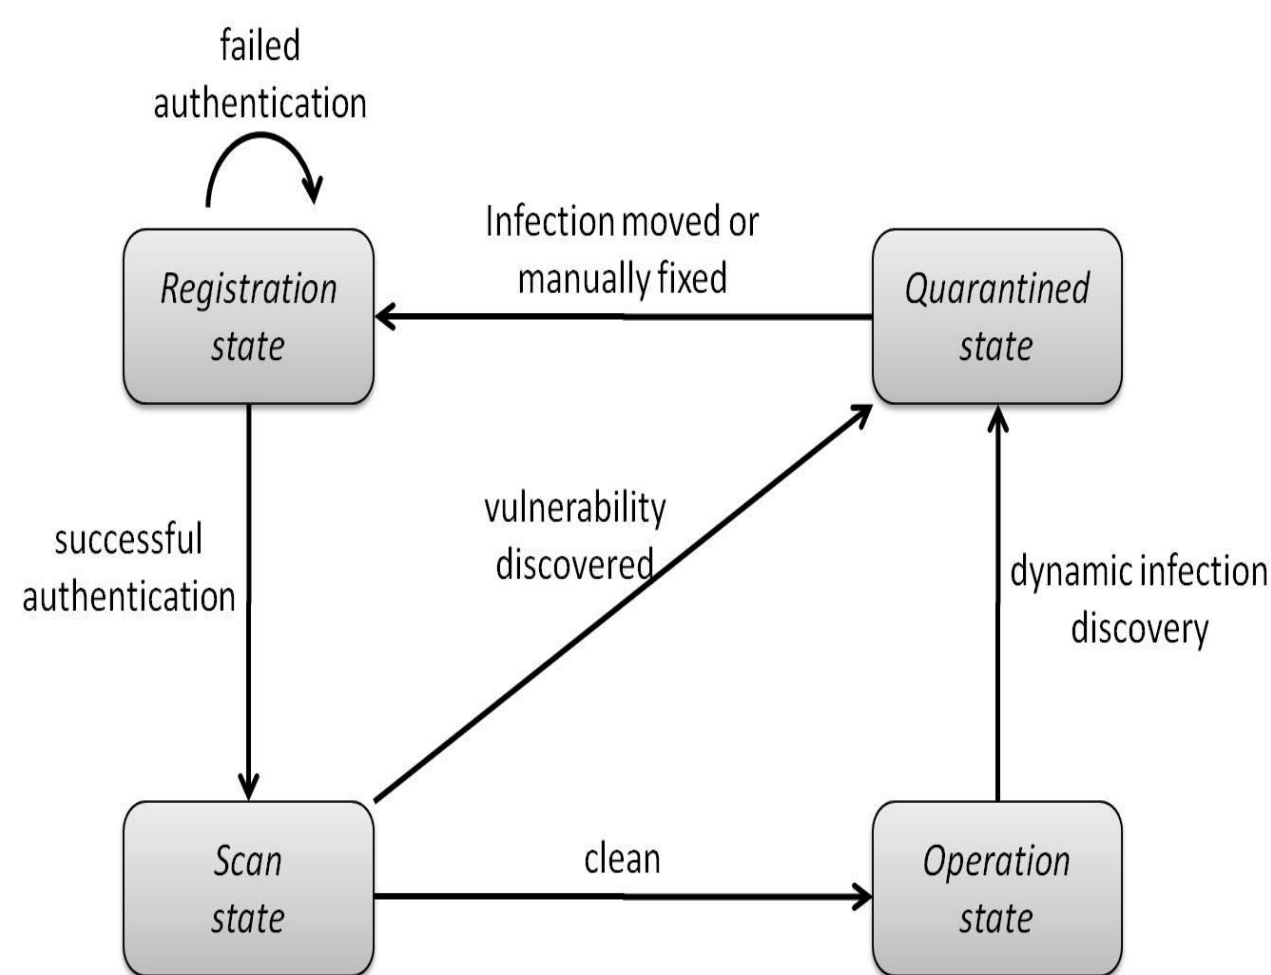 failed
authentication
Infection moved or
manually fixed
Registration
state
Quarantined
state
vulnerability
discovered
successful
authentication
dynamic infection
discovery
Scan
state
clean
Operation
state